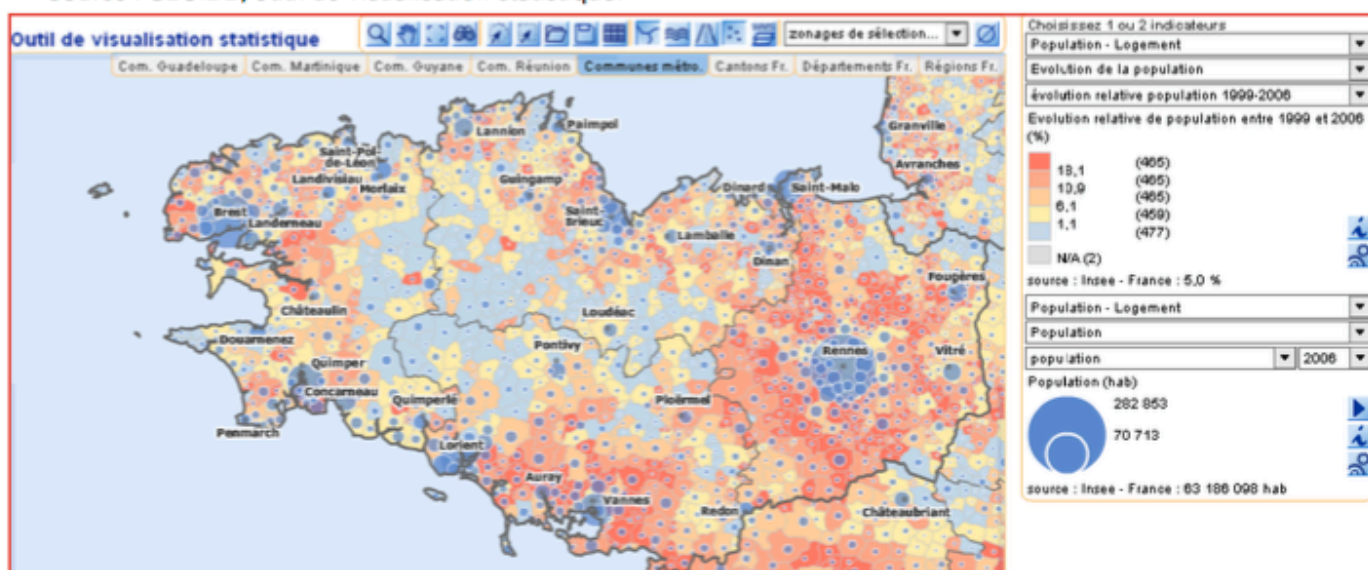 Outil de visualisation statistique
zonages de sélection...
Com. Guadeloupe
Com. Martinique
Com. Guyane
Com. Réunion
Communes métro.
Cantons Fr.
Départements Fr.
Régions Fr.
Lannion
Paimpol
Granville
Saint-Pol-
de-Léon
Landivisiau
Morlaix
Guingamp
Avranches
Dinard
Saint-Malo
Brest
Landerneau
Saint-
Brieuc
Lamballe
Dinan
Fougères
Châteaulin
Loudéac
Douarnenez
Pontivy
Rennes
Vitré
Quimper
Concarneau
Quimperlé
Ploërmel
Penmarch
Lorient
Auray
Vannes
Redon
Châteaubriant
Choisissez 1 ou 2 indicateurs
Population - Logement
Evolution de la population
évolution relative population 1999-2006
Evolution relative de population entre 1999 et 2006
(%)
(465)
18,1
(465)
10,9
(465)
6,1
(459)
1,1
(477)
N/A (2)
source : Insee - France : 5,0 %
Population - Logement
Population
population
2006
Population (hab)
282 853
70 713
source : Insee - France : 63 186 098 hab